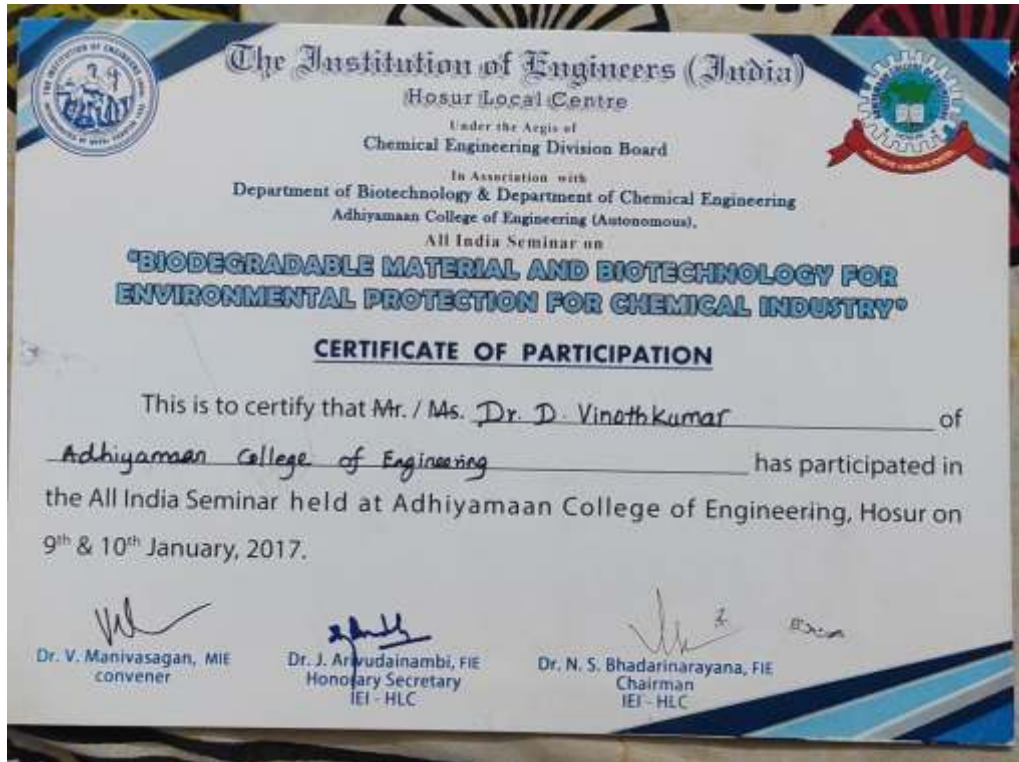 The Institution of Engineers (India)
Hosur Local Centre
Under the Aegis of
Chemical Engineering Division Board
In Association with
Department of Biotechnology & Department of Chemical Engineering
Adhiyamaan College of Engineering (Autonomous),
All India Seminar on
"BIODEGRADABLE MATERIAL AND BIOTECHNOLOGY FOR
ENVIRONMENTAL PROTECTION FOR CHEMICAL INDUSTRY"
CERTIFICATE OF PARTICIPATION
This is to certify that Mr. / Ms. Dr. D. Vinothkumar of
Adhiyamaan College of Engineering has participated in
the All India Seminar held at Adhiyamaan College of Engineering, Hosur on
9th & 10th January, 2017.
Dr. V. Manivasagan, MIE
convener
Dr. J. Arivudainambi, FIE
Honorary Secretary
IEI - HLC
Dr. N. S. Bhadarinarayana, FIE
Chairman
IEI - HLC